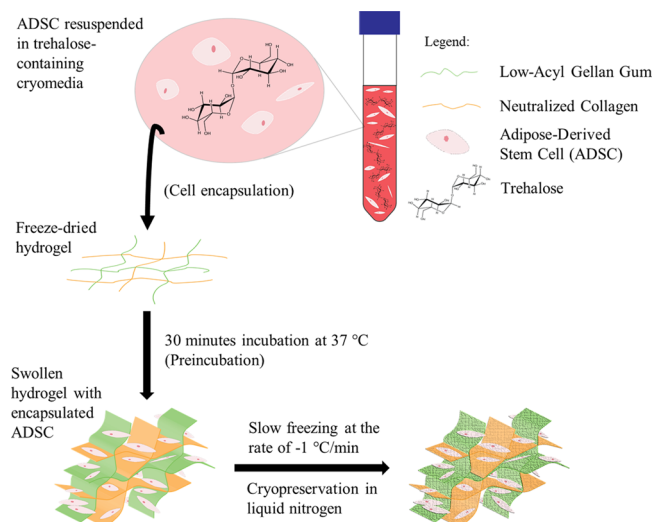 ADSC resuspended
in trehalose-
containing
cryomedia
Legend:
Low-Acyl Gellan Gum
Neutralized Collagen
Adipose-Derived
Stem Cell (ADSC)
Trehalose
(Cell encapsulation)
Freeze-dried
hydrogel
30 minutes incubation at 37 °C
(Preincubation)
Swollen
hydrogel with
encapsulated
ADSC
Slow freezing at the
rate of -1 °C/min
Cryopreservation in
liquid nitrogen